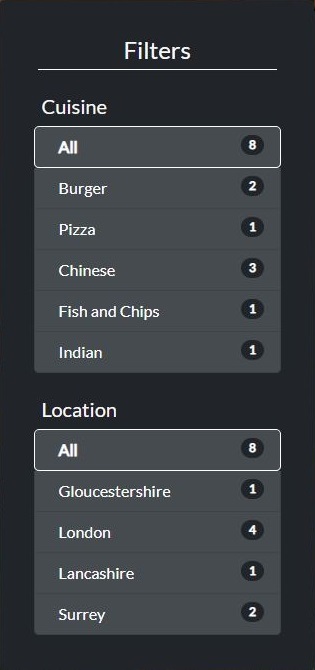 Filters
Cuisine
All 8
Burger 2
Pizza 1
Chinese 3
Fish and Chips 1
Indian 1
Location
All 8
Gloucestershire 1
London 4
Lancashire 1
Surrey 2